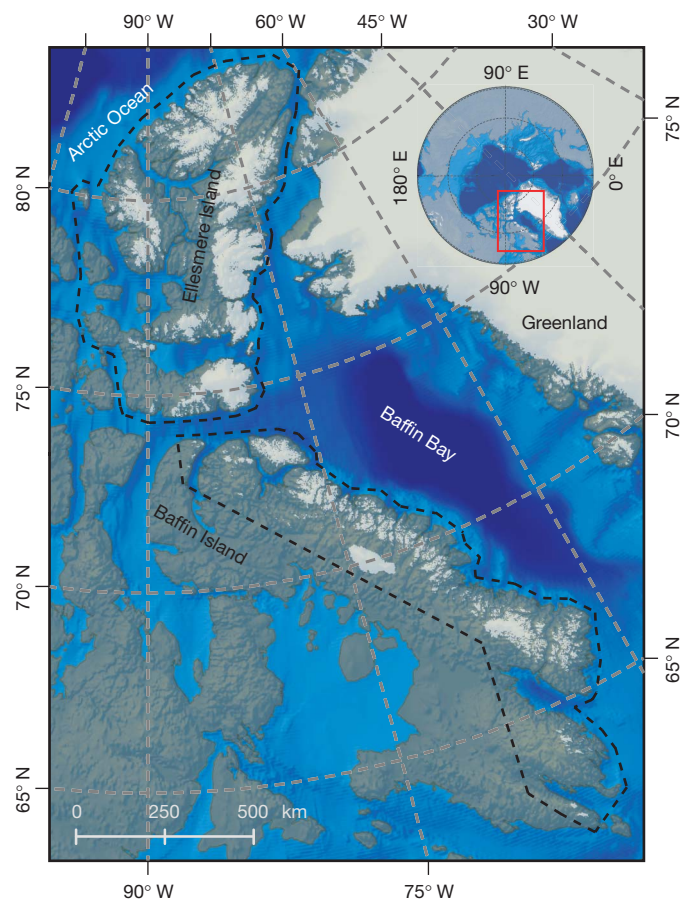 90° W
60° W
45° W
30° W
Arctic Ocean
90° E
75° N
180° E
0° E
80° N
Ellesmere Island
90° W
Greenland
75° N
Baffin Bay
70° N
Baffin Island
70° N
65° N
65° N
0 250 500 km
90° W
75° W